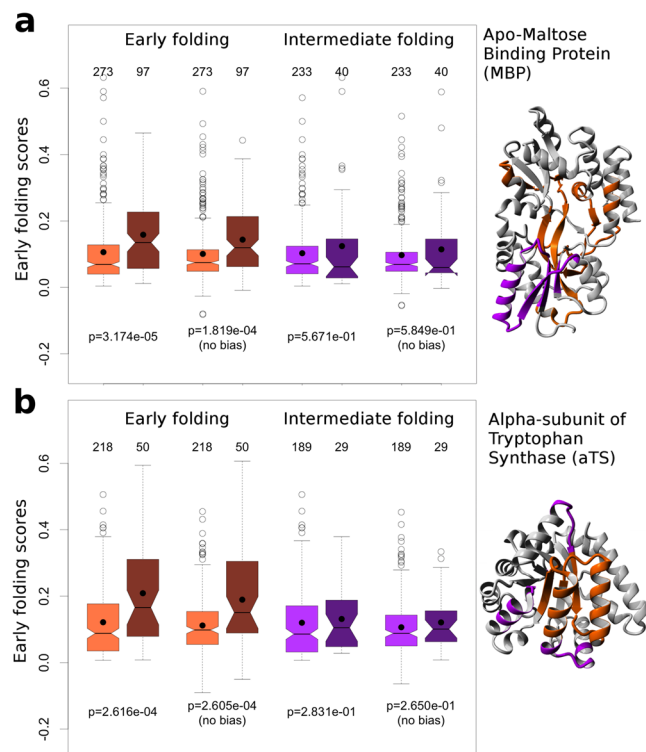 a
Early folding
Intermediate folding
Apo-Maltose
Binding Protein
(MBP)
273 97 273 97 233 40 233 40
Early folding scores
0.6
0.4
0.2
0.0
-0.2
p=3.174e-05
p=1.819e-04
(no bias)
p=5.671e-01
p=5.849e-01
(no bias)
b
Early folding
Intermediate folding
Alpha-subunit of
Tryptophan
Synthase (aTS)
218 50 218 50 189 29 189 29
Early folding scores
0.6
0.4
0.2
0.0
-0.2
p=2.616e-04
p=2.605e-04
(no bias)
p=2.831e-01
p=2.650e-01
(no bias)